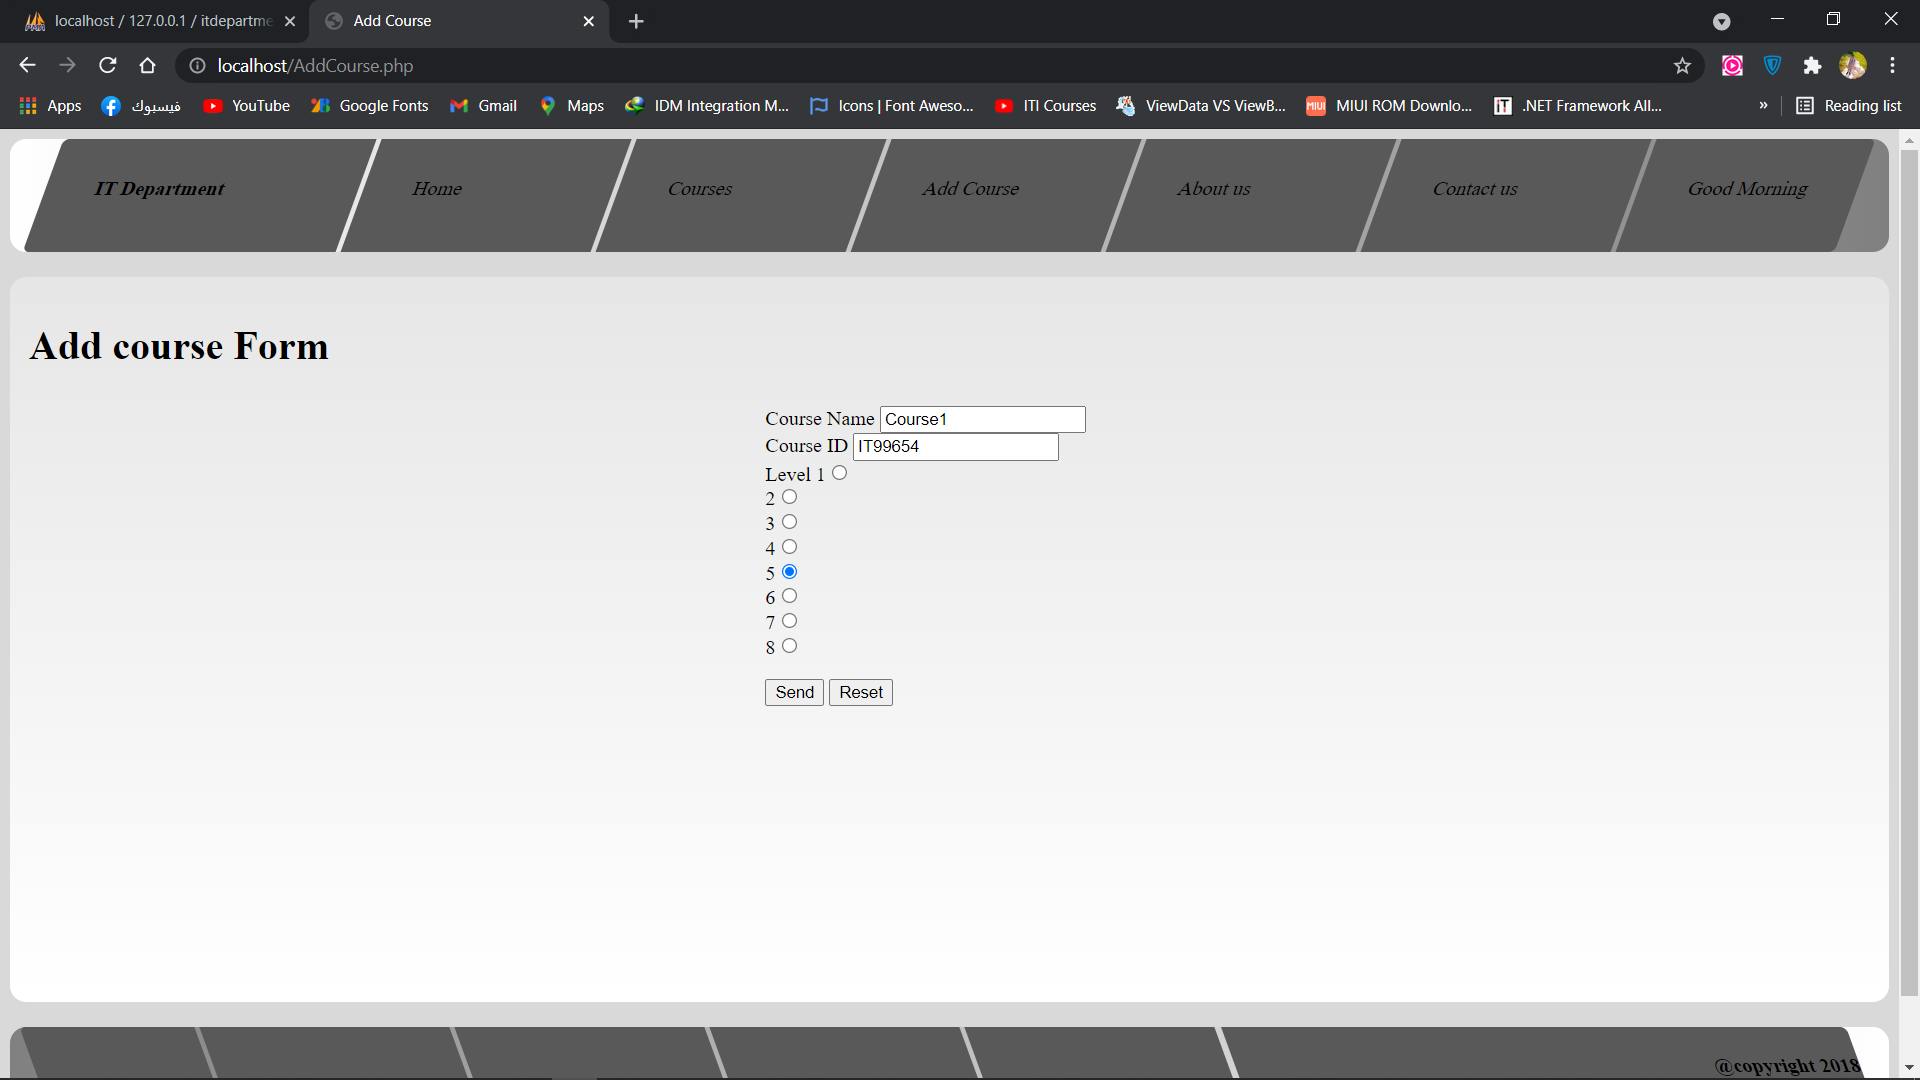 localhost / 127.0.0.1 / itdepartme
Add Course
localhost/AddCourse.php
Apps
فيسبوك
YouTube
Google Fonts
Gmail
Maps
IDM Integration M...
Icons | Font Aweso...
ITI Courses
ViewData VS ViewB...
MIUI ROM Downlo...
.NET Framework All...
»
Reading list
IT Department
Home
Courses
Add Course
About us
Contact us
Good Morning
Add course Form
Course Name Course1
Course ID IT99654
Level 1
2
3
4
5
6
7
8
Send Reset
@copyright 2018